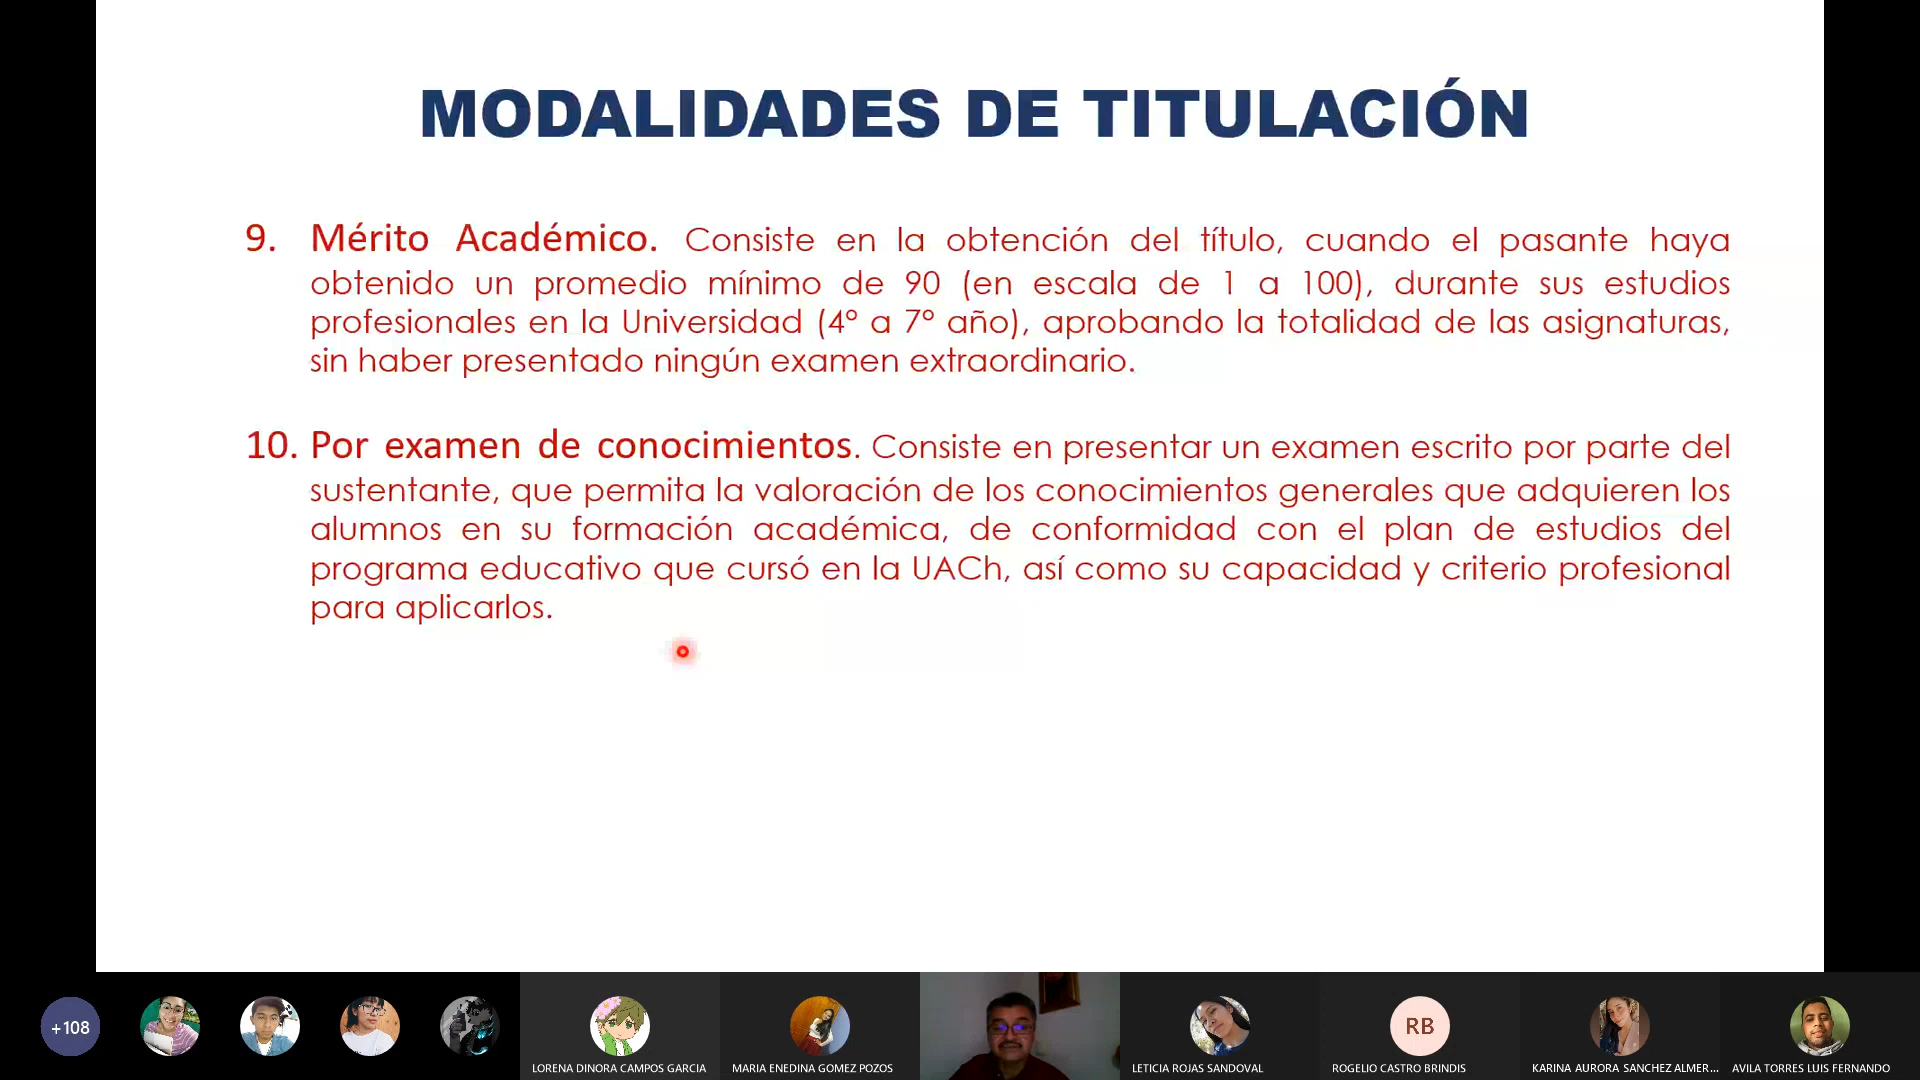 MODALIDADES DE TITULACIÓN
9. Mérito Académico. Consiste en la obtención del título, cuando el pasante haya
obtenido un promedio mínimo de 90 (en escala de 1 a 100), durante sus estudios
profesionales en la Universidad (4° a 7° año), aprobando la totalidad de las asignaturas,
sin haber presentado ningún examen extraordinario.
10. Por examen de conocimientos. Consiste en presentar un examen escrito por parte del
sustentante, que permita la valoración de los conocimientos generales que adquieren los
alumnos en su formación académica, de conformidad con el plan de estudios del
programa educativo que cursó en la UACh, así como su capacidad y criterio profesional
para aplicarlos.
+108
RB
LORENA DINORA CAMPOS GARCIA
MARIA ENEDINA GOMEZ POZOS
LETICIA ROJAS SANDOVAL
ROGELIO CASTRO BRINDIS
KARINA AURORA SANCHEZ ALMER...
AVILA TORRES LUIS FERNANDO